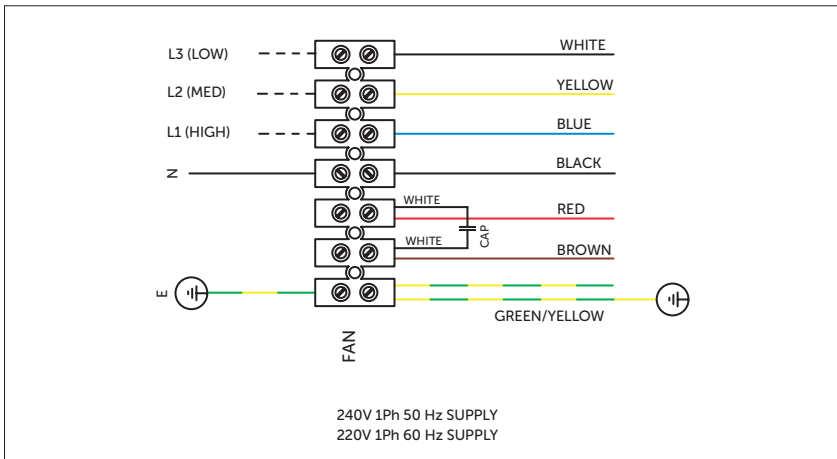 L3 (LOW)
WHITE
L2 (MED)
YELLOW
L1 (HIGH)
BLUE
N
BLACK
WHITE
RED
CAP
WHITE
BROWN
E
GREEN/YELLOW
FAN
240V 1Ph 50 Hz SUPPLY
220V 1Ph 60 Hz SUPPLY